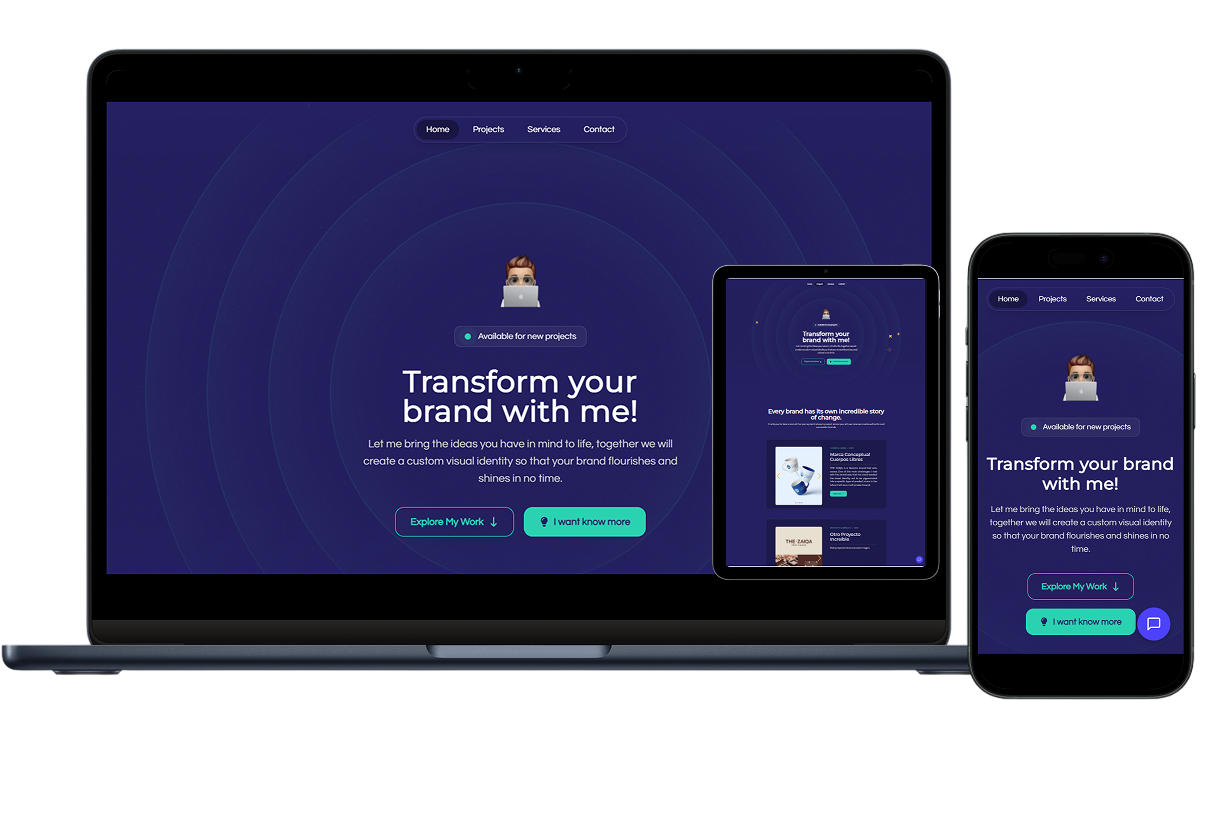 Home Projects Services Contact
Available for new projects
Transform your
brand with me!
Let me bring the ideas you have in mind to life, together we will
create a custom visual identity so that your brand flourishes and
shines in no time.
Explore My Work
I want know more
Transform your
brand with me!
Every brand has its own incredible story
of change.
Marca Conceptual
Cuerpos Libres
THE ZAIQA
Otro Proyecto
Increible
Home Projects Services Contact
Available for new projects
Transform your brand
with me!
Let me bring the ideas you have in mind to life,
together we will create a custom visual identity
so that your brand flourishes and shines in no
time.
Explore My Work
I want know more